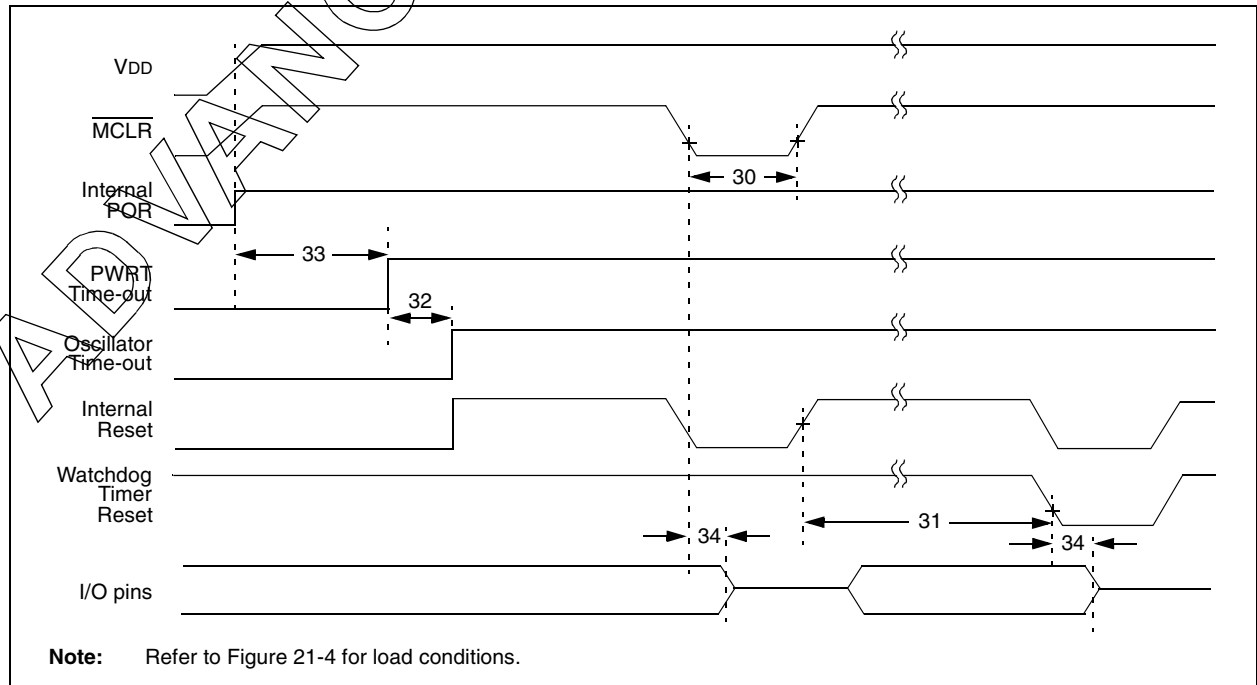 VDD
MCLR
Internal
POR
30
33
PWRT
Time-out
32
Oscillator
Time-out
Internal
Reset
Watchdog
Timer
Reset
31
34
34
I/O pins
Note: Refer to Figure 21-4 for load conditions.
ADVANC